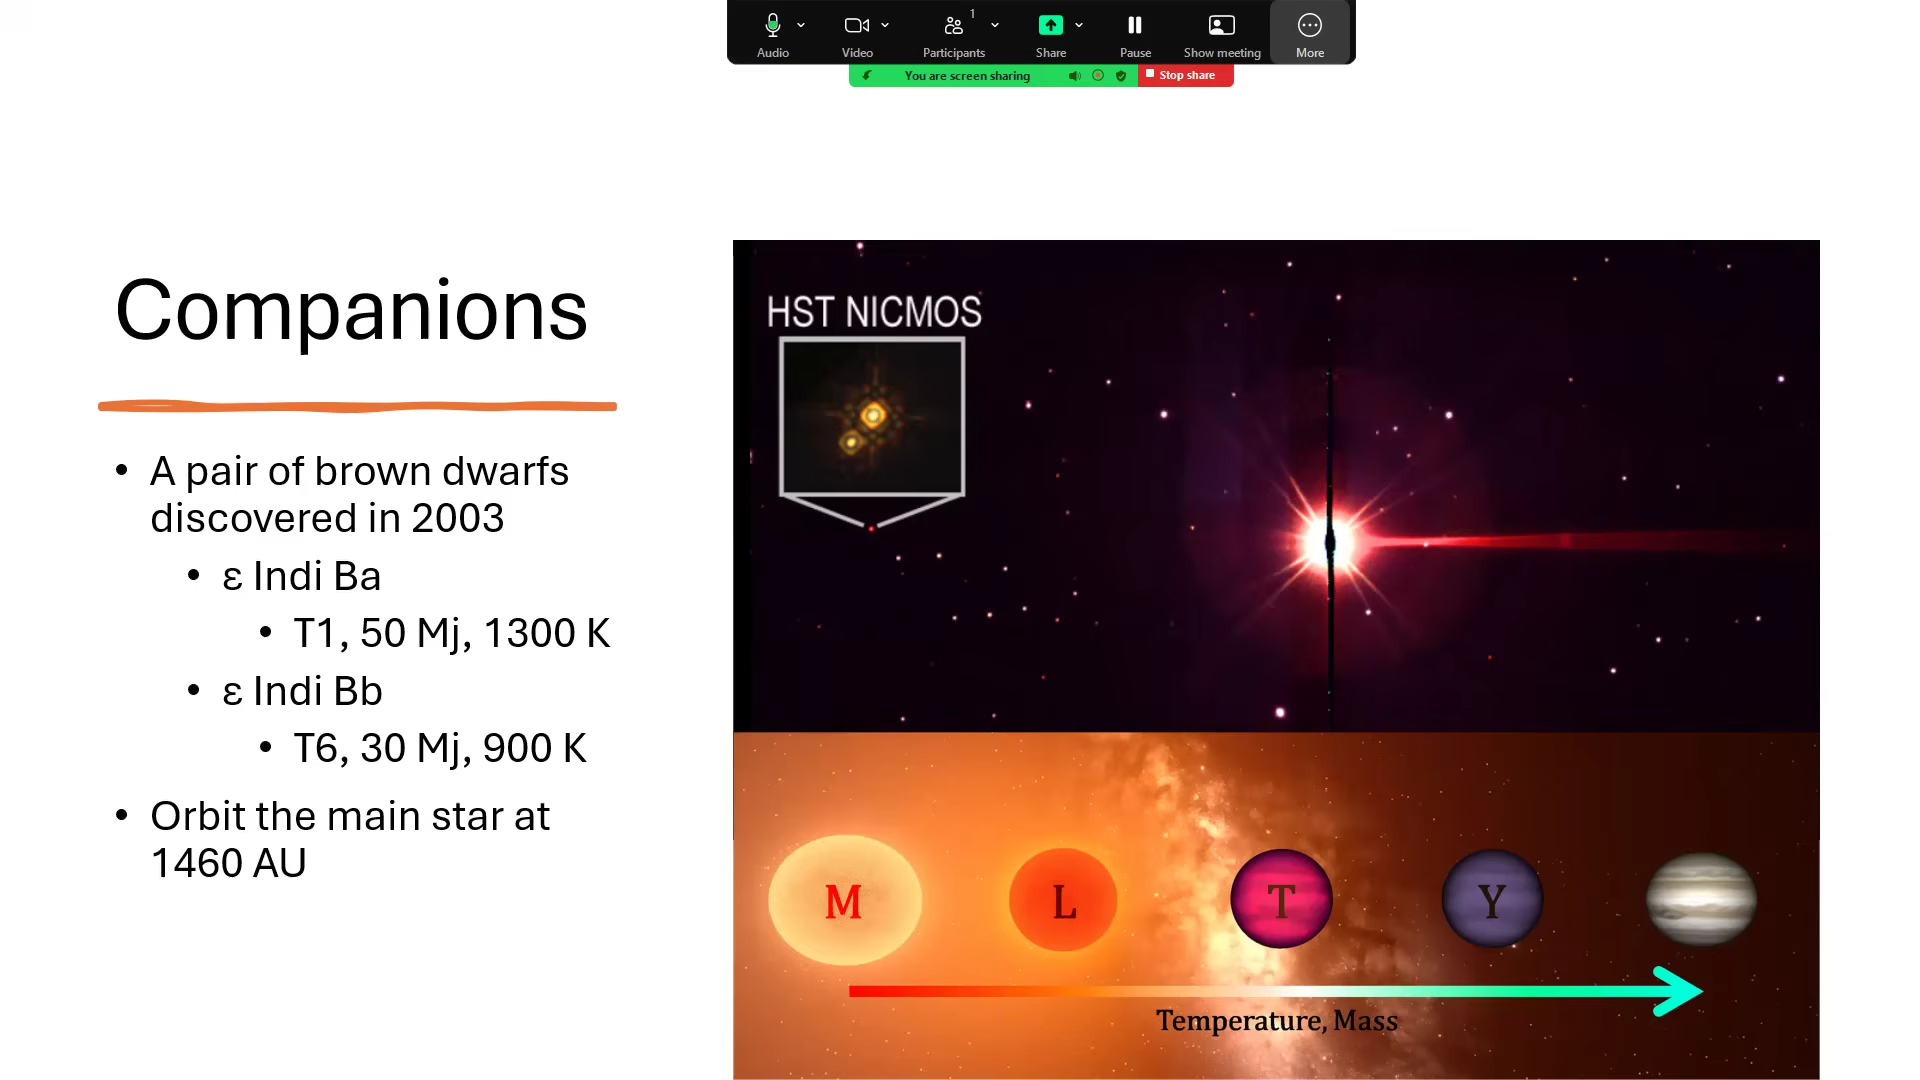 1
Audio
Video
Participants
Share
Pause
Show meeting
More
You are screen sharing
Stop share
Companions
• A pair of brown dwarfs
discovered in 2003
• ε Indi Ba
• T1, 50 Mj, 1300 K
• ε Indi Bb
• T6, 30 Mj, 900 K
• Orbit the main star at
1460 AU
HST NICMOS
M
L
T
Y
Temperature, Mass